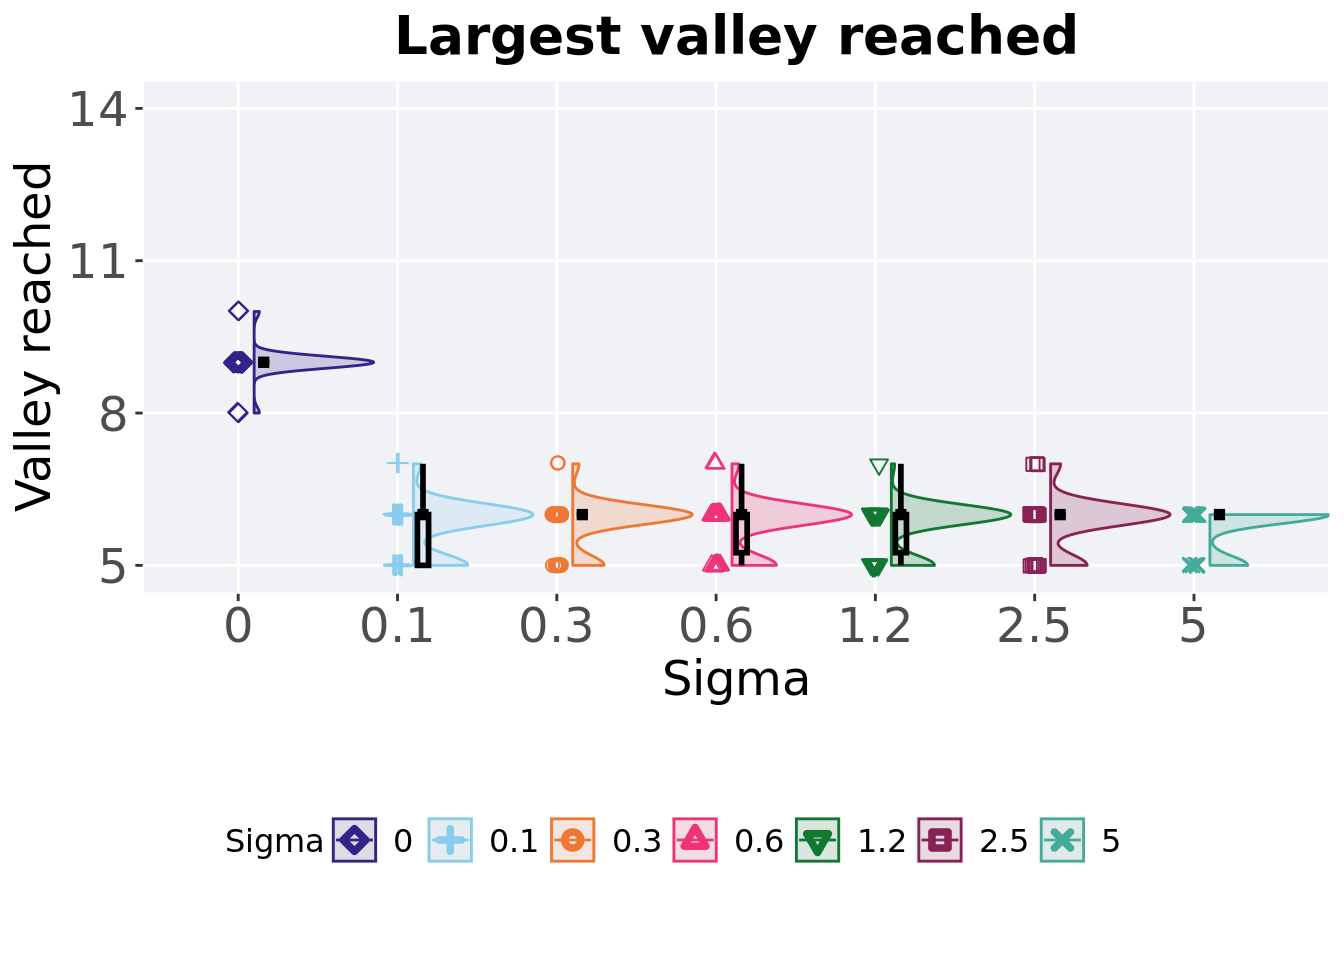 Largest valley reached
Valley reached
14
11
8
5
0 0.1 0.3 0.6 1.2 2.5 5
Sigma
Sigma 0 0.1 0.3 0.6 1.2 2.5 5